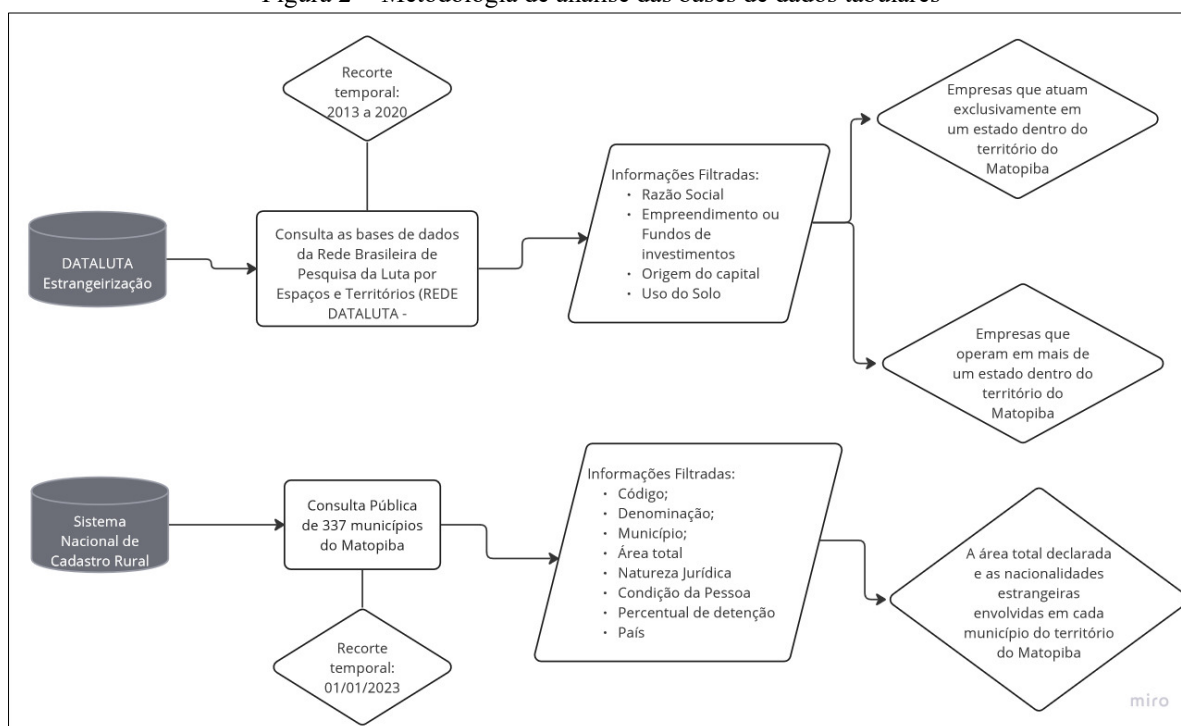 Figura 2 – Metodologia de análise das bases de dados tabulares
Recorte
temporal:
2013 a 2020
DATALUTA
Estrangeirização
Consulta as bases de dados
da Rede Brasileira de
Pesquisa da Luta por
Espaços e Territórios (REDE
DATALUTA -
Informações Filtradas:
• Razão Social
• Empreendimento ou
Fundos de
investimentos
• Origem do capital
• Uso do Solo
Empresas que atuam
exclusivamente em
um estado dentro do
território do
Matopiba
Empresas que
operam em mais de
um estado dentro do
território do
Matopiba
Sistema
Nacional de
Cadastro Rural
Consulta Pública
de 337 municípios
do Matopiba
Recorte
temporal:
01/01/2023
Informações Filtradas:
• Código;
• Denominação;
• Município;
• Área total
• Natureza Jurídica
• Condição da Pessoa
• Percentual de detenção
• País
A área total declarada
e as nacionalidades
estrangeiras
envolvidas em cada
município do território
do Matopiba
miro